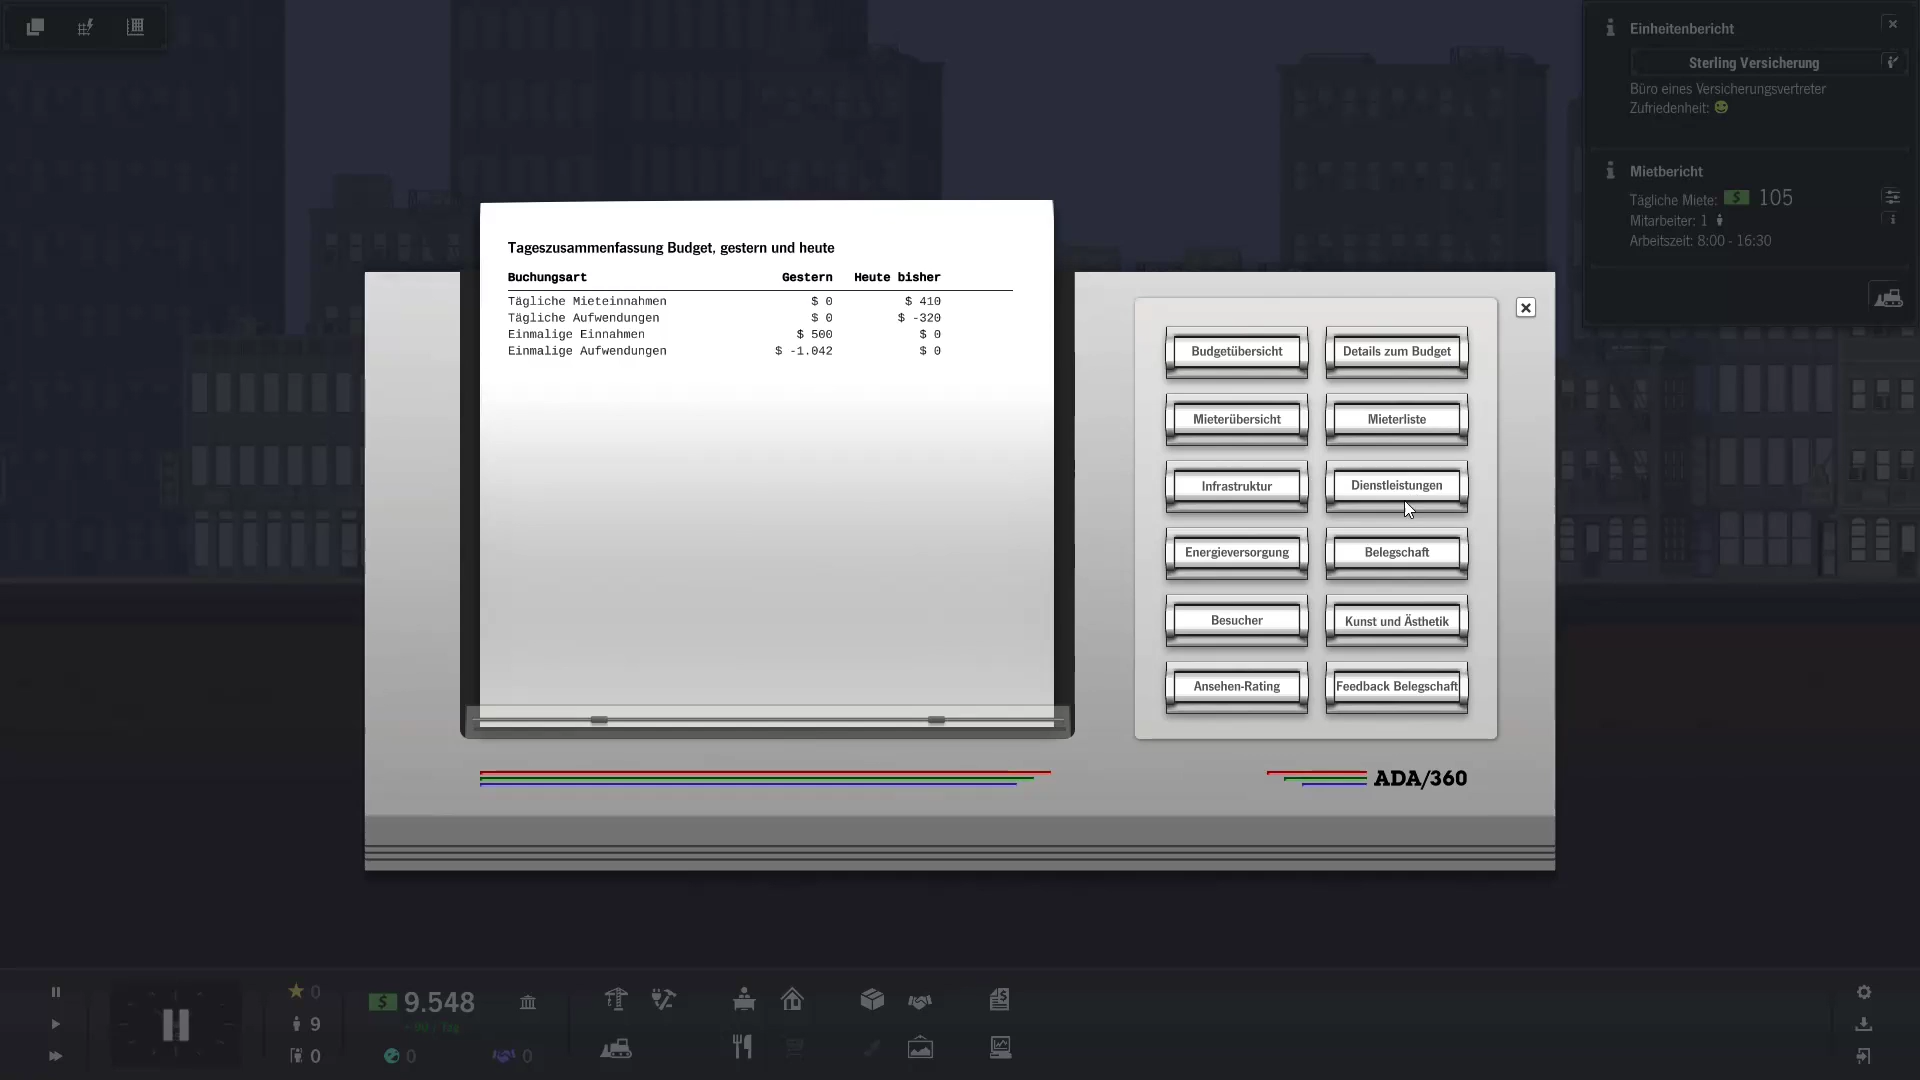 Einheitenbericht
Sterling Versicherung
Büro eines Versicherungsvertreter
Zufriedenheit:
Mietbericht
Tägliche Miete: $ 105
Mitarbeiter: 1
Arbeitszeit: 8:00 - 16:30
Tageszusammenfassung Budget, gestern und heute
Buchungsart Gestern Heute bisher
Tägliche Mieteinnahmen $ 0 $ 410
Tägliche Aufwendungen $ 0 $ -320
Einmalige Einnahmen $ 500 $ 0
Einmalige Aufwendungen $ -1.042 $ 0
Budgetübersicht Details zum Budget
Mieterübersicht Mieterliste
Infrastruktur Dienstleistungen
Energieversorgung Belegschaft
Besucher Kunst und Ästhetik
Ansehen-Rating Feedback Belegschaft
ADA/360
0
9
0
$ 9.548
0
0